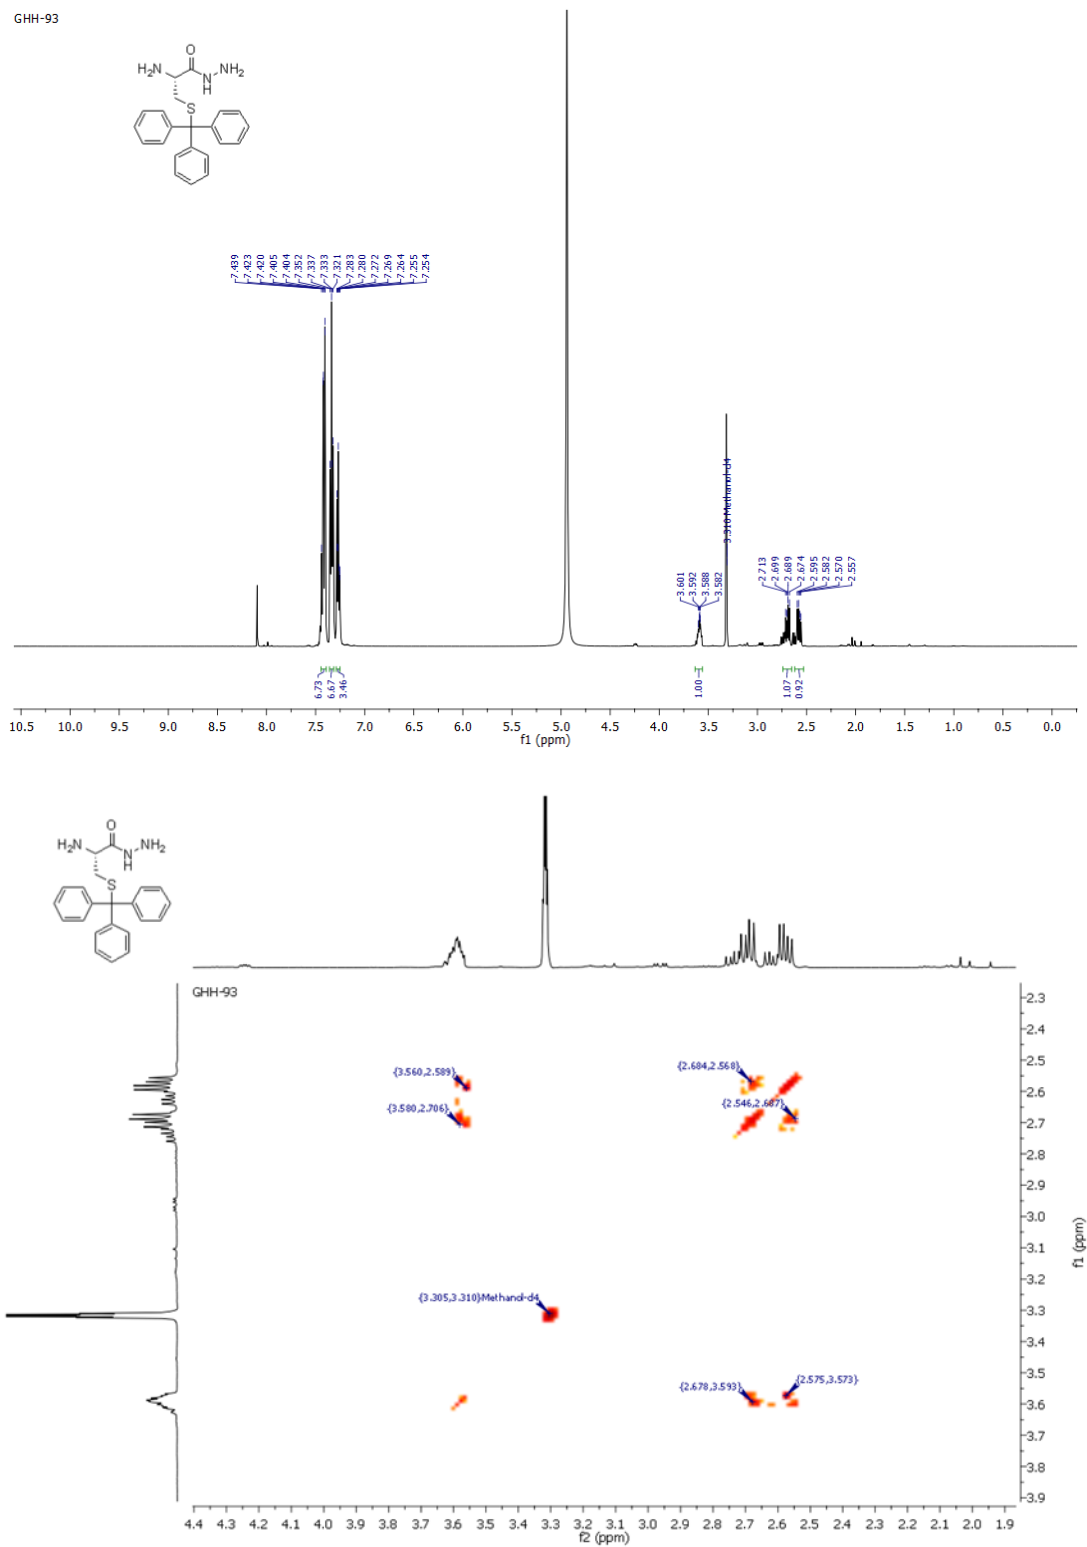 GHH-93
O
H2N
NH2
N
H
S
7.439
7.423
7.420
7.405
7.404
7.352
7.337
7.333
7.321
7.283
7.280
7.272
7.269
7.264
7.255
7.254
3.601
3.592
3.588
3.582
3.310 Methanol-d4
2.713
2.699
2.689
2.674
2.595
2.582
2.570
2.557
6.73
6.67
3.46
1.00
1.07
0.92
10.5 10.0 9.5 9.0 8.5 8.0 7.5 7.0 6.5 6.0 5.5 5.0 4.5 4.0 3.5 3.0 2.5 2.0 1.5 1.0 0.5 0.0
f1 (ppm)
O
H2N
NH2
N
H
S
GHH-93
{3.560,2.589}
{2.684,2.568}
{3.580,2.706}
{2.546,2.687}
{3.305,3.310}Methanol-d4
{2.678,3.593}
{2.575,3.573}
2.3
2.4
2.5
2.6
2.7
2.8
2.9
3.0
3.1
3.2
3.3
3.4
3.5
3.6
3.7
3.8
3.9
f1 (ppm)
4.4 4.3 4.2 4.1 4.0 3.9 3.8 3.7 3.6 3.5 3.4 3.3 3.2 3.1 3.0 2.9 2.8 2.7 2.6 2.5 2.4 2.3 2.2 2.1 2.0 1.9
f2 (ppm)